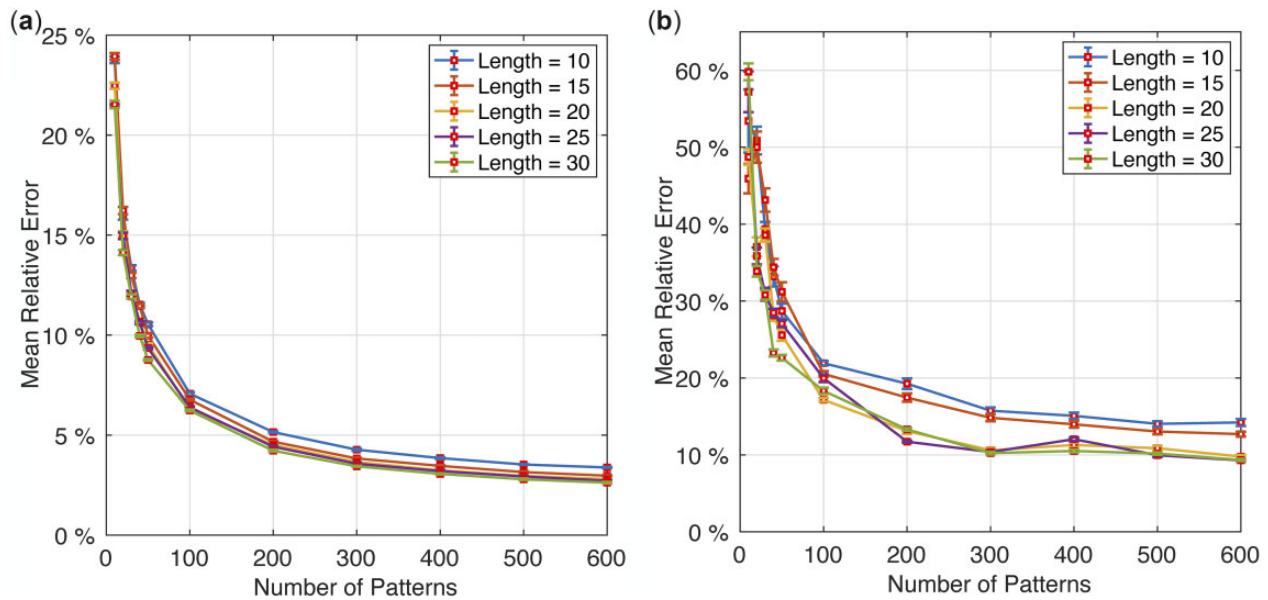 (a)
25 %
20 %
15 %
10 %
5 %
0 %
Mean Relative Error
Length = 10
Length = 15
Length = 20
Length = 25
Length = 30
0 100 200 300 400 500 600
Number of Patterns
(b)
60 %
50 %
40 %
30 %
20 %
10 %
0 %
Mean Relative Error
Length = 10
Length = 15
Length = 20
Length = 25
Length = 30
0 100 200 300 400 500 600
Number of Patterns